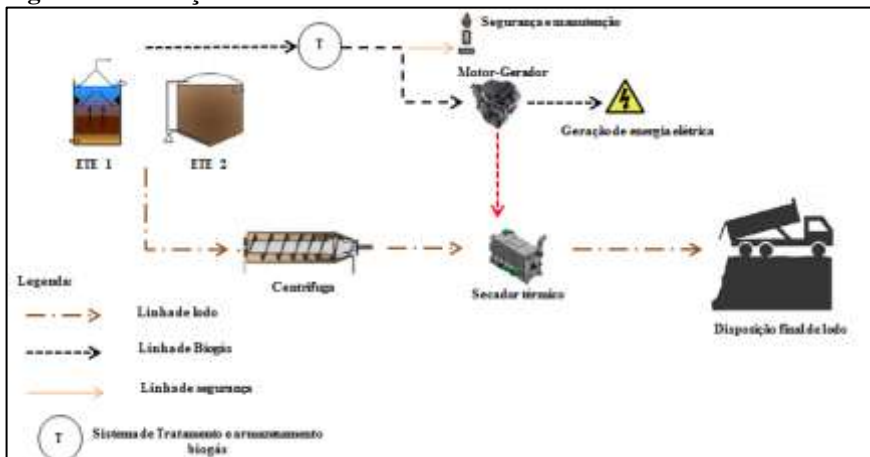 T
Segurança e manutenção
Motor-Gerador
Geração de energia elétrica
ETE 1
ETE 2
Centrífuga
Secador térmico
Disposição final de lodo
Legenda:
Linha de lodo
Linha de Biogás
Linha de segurança
T
Sistema de Tratamento e armazenamento
biogás